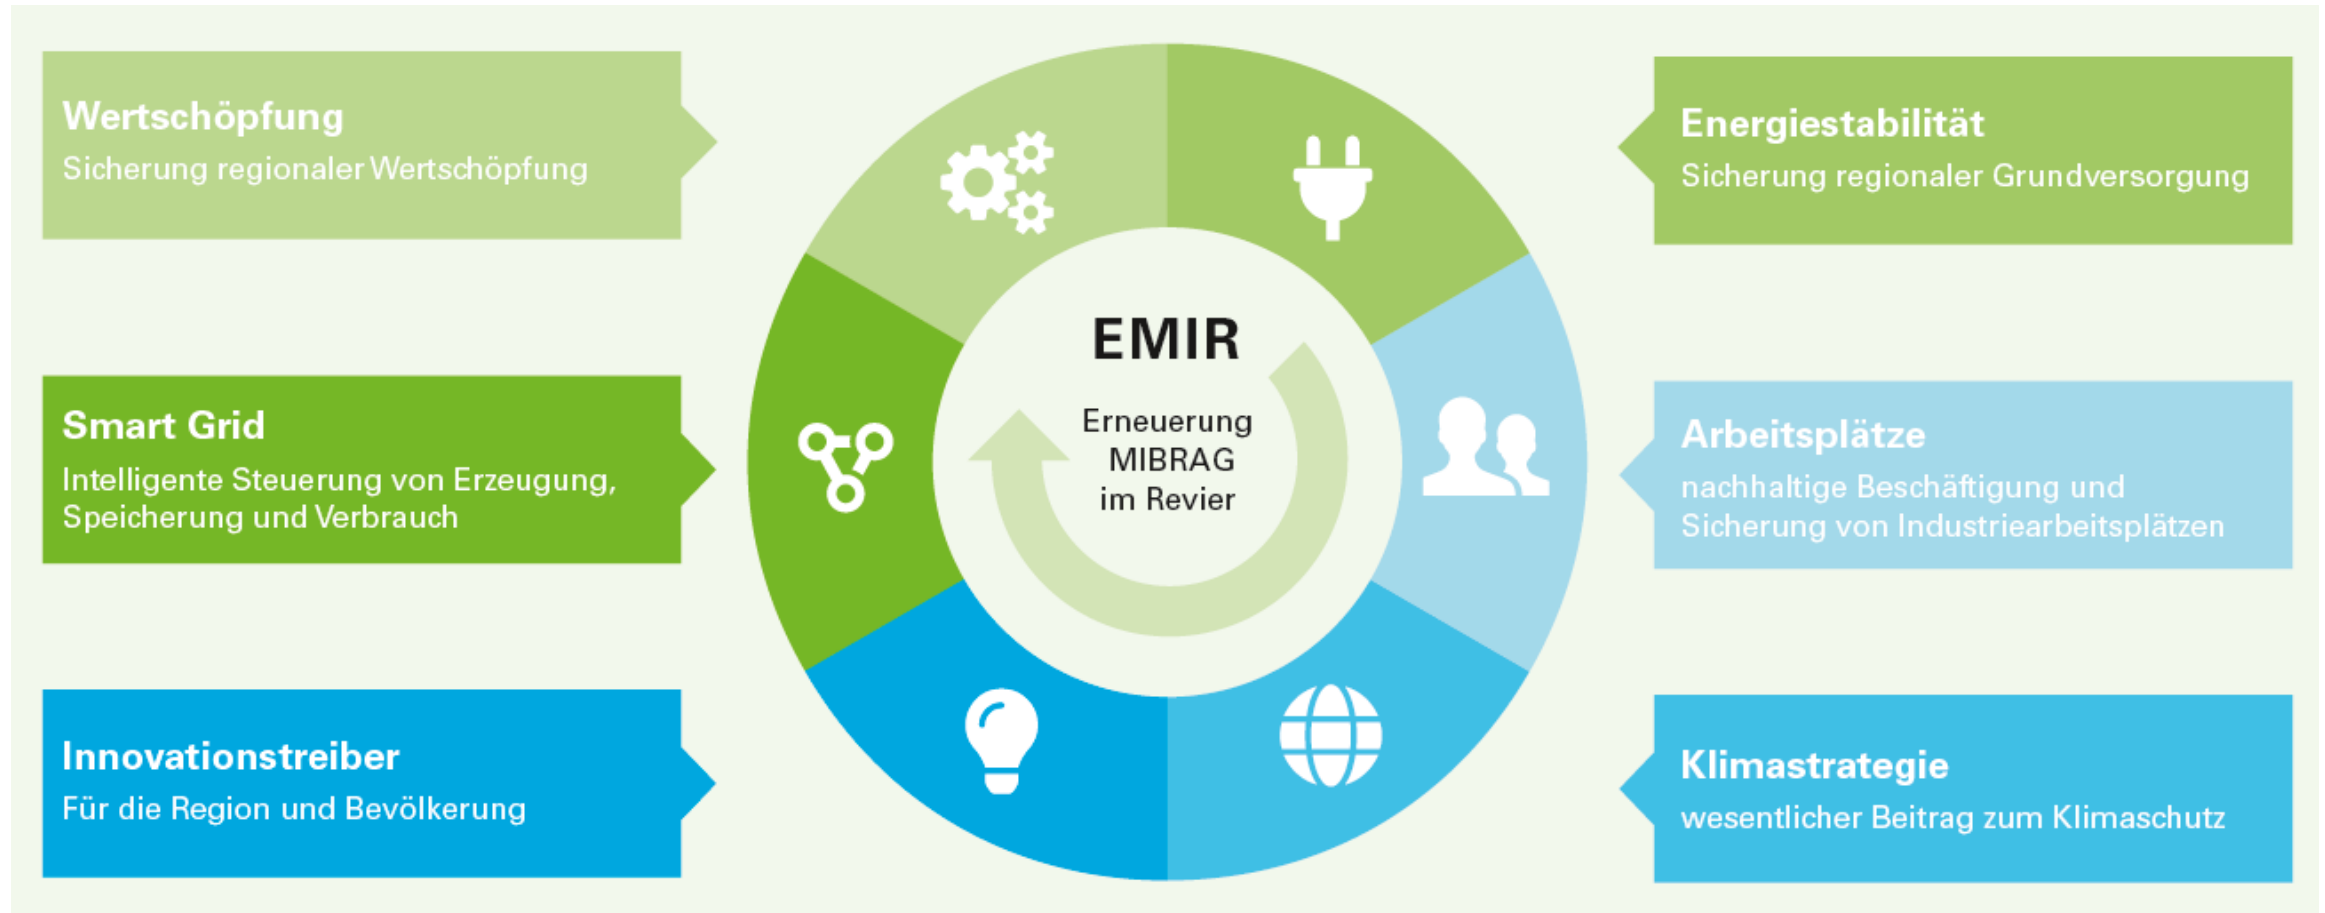 Wertschöpfung
Sicherung regionaler Wertschöpfung
Smart Grid
Intelligente Steuerung von Erzeugung,
Speicherung und Verbrauch
Innovationstreiber
Für die Region und Bevölkerung
EMIR
Erneuerung
MIBRAG
im Revier
Energiestabilität
Sicherung regionaler Grundversorgung
Arbeitsplätze
nachhaltige Beschäftigung und
Sicherung von Industriearbeitsplätzen
Klimastrategie
wesentlicher Beitrag zum Klimaschutz